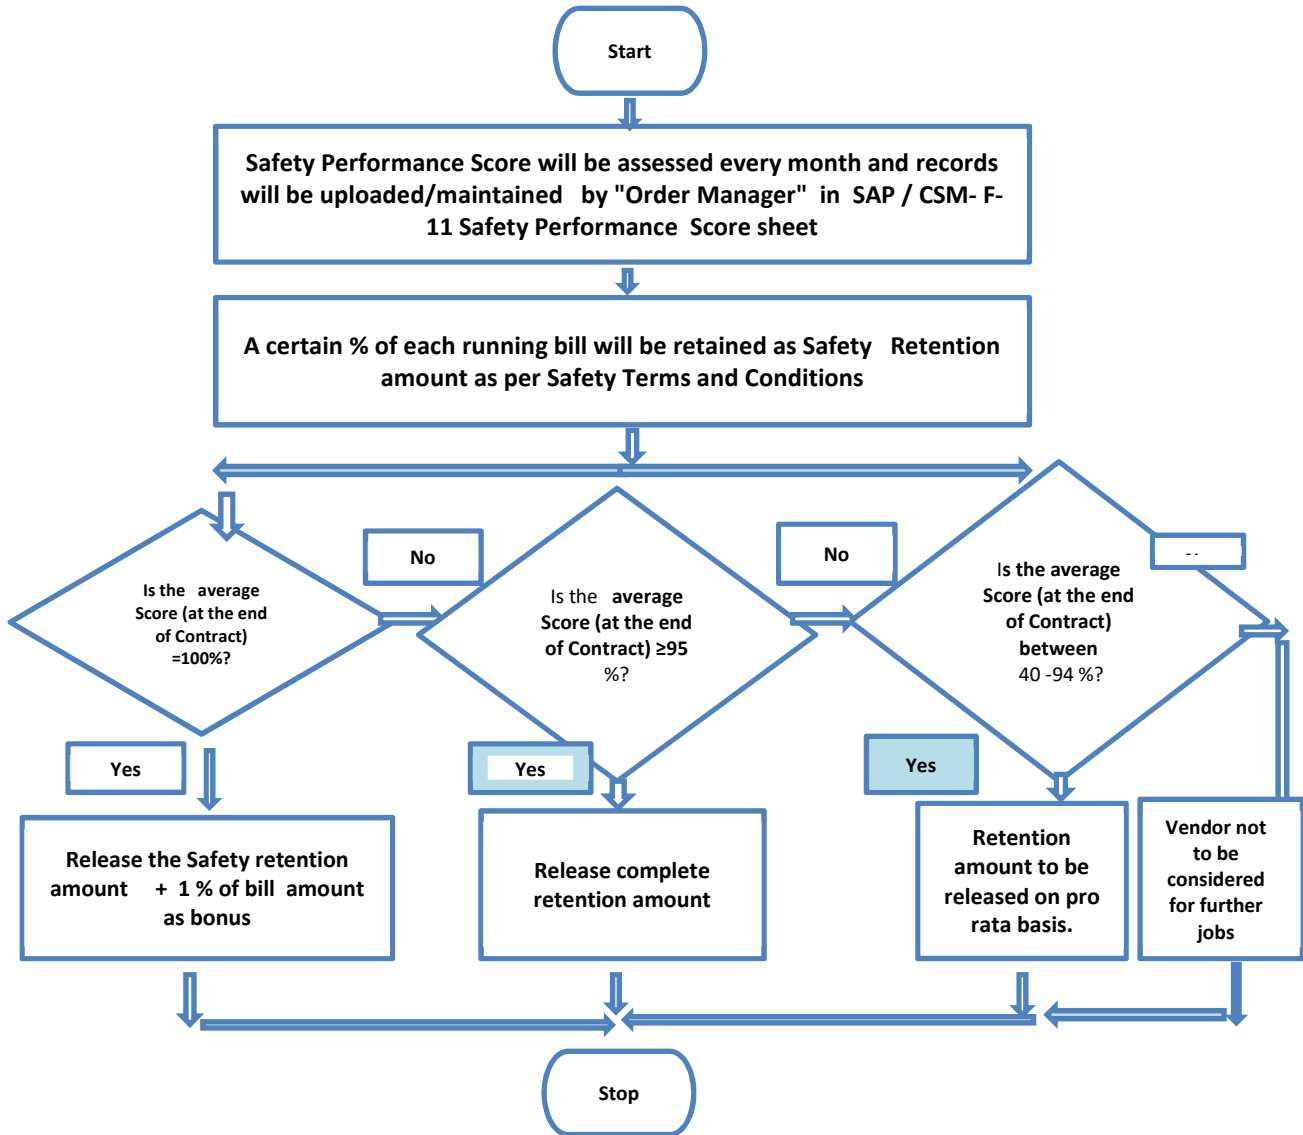 Start
Safety Performance Score will be assessed every month and records
will be uploaded/maintained by "Order Manager" in SAP / CSM- F-
11 Safety Performance Score sheet
A certain % of each running bill will be retained as Safety Retention
amount as per Safety Terms and Conditions
Is the average
Score (at the end
of Contract)
=100%?
No
Is the average
Score (at the end
of Contract) ≥95
%?
No
Is the average
Score (at the end
of Contract)
between
40 -94 %?
Yes
Yes
Yes
Release the Safety retention
amount + 1 % of bill amount
as bonus
Release complete
retention amount
Retention
amount to be
released on pro
rata basis.
Vendor not
to be
considered
for further
jobs
Stop